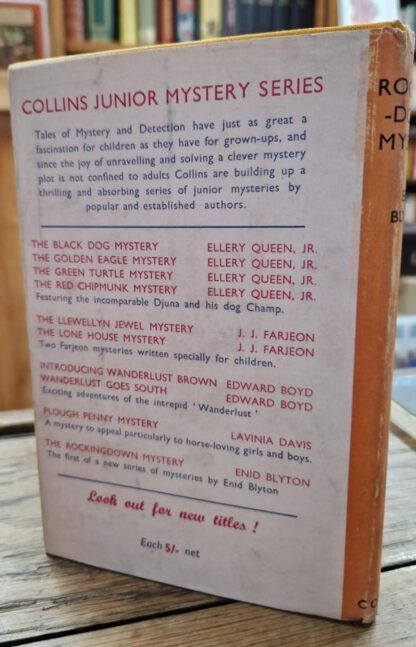 COLLINS JUNIOR MYSTERY SERIES
Tales of Mystery and Detection have just as great a
fascination for children as they have for grown-ups, and
since the joy of unravelling and solving a clever mystery
plot is not confined to adults Collins are building up a
thrilling and absorbing series of junior mysteries by
popular and established authors.
THE BLACK DOG MYSTERY ELLERY QUEEN, JR.
THE GOLDEN EAGLE MYSTERY ELLERY QUEEN, JR.
THE GREEN TURTLE MYSTERY ELLERY QUEEN, JR.
THE RED CHIPMUNK MYSTERY ELLERY QUEEN, JR.
Featuring the incomparable Djuna and his dog Champ.
THE LLEWELLYN JEWEL MYSTERY J. J. FARJEON
THE LONE HOUSE MYSTERY J. J. FARJEON
Two Farjeon mysteries written specially for children.
INTRODUCING WANDERLUST BROWN EDWARD BOYD
WANDERLUST GOES SOUTH EDWARD BOYD
Exciting adventures of the intrepid 'Wanderlust'
PLOUGH PENNY MYSTERY LAVINIA DAVIS
A mystery to appeal particularly to horse-loving girls and boys.
THE ROCKINGDOWN MYSTERY ENID BLYTON
The first of a new series of mysteries by Enid Blyton
Look out for new titles!
Each 5/- net
RO
-D
MY